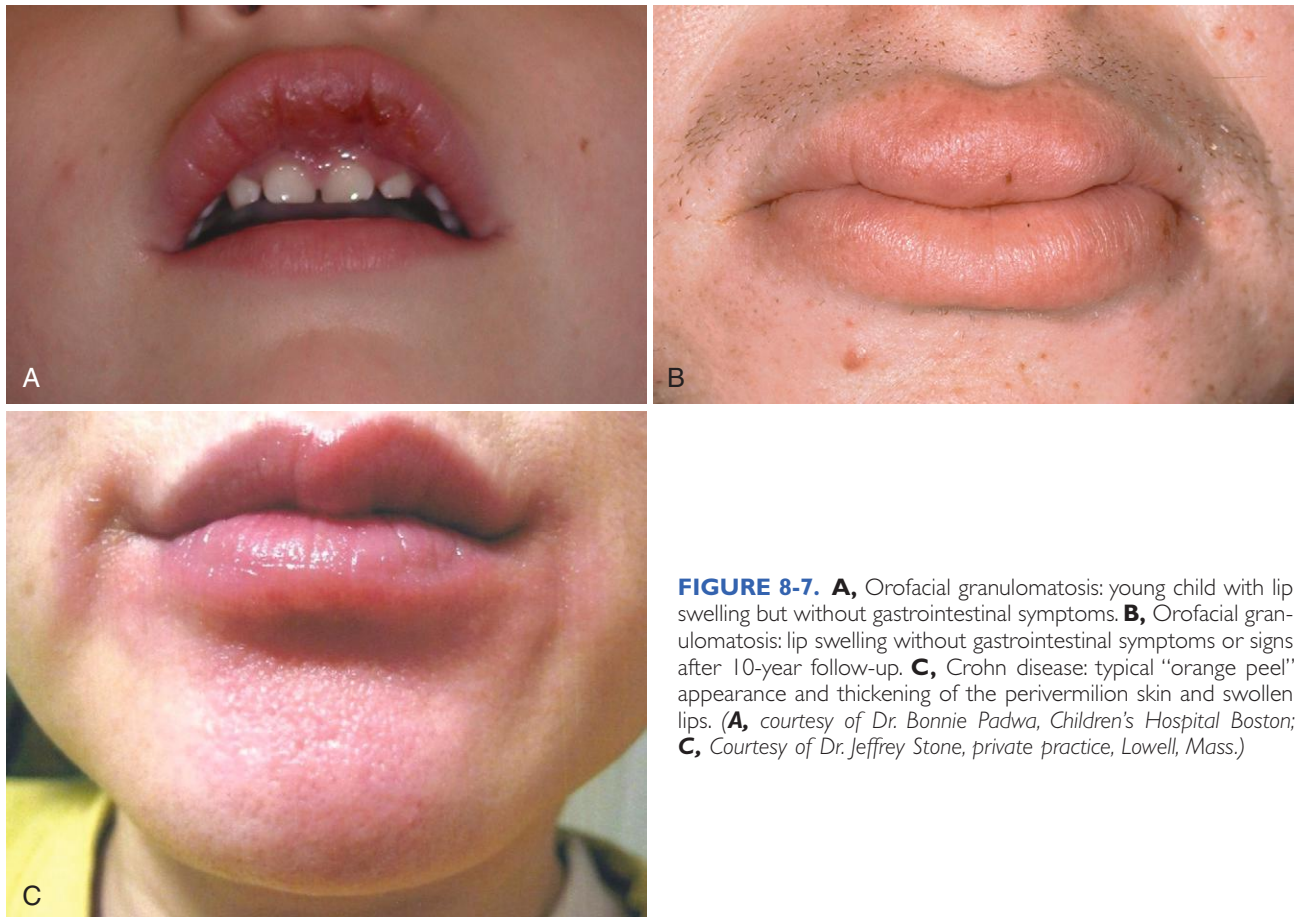 A
B
C
FIGURE 8-7. A, Orofacial granulomatosis: young child with lip
swelling but without gastrointestinal symptoms. B, Orofacial gran-
ulomatosis: lip swelling without gastrointestinal symptoms or signs
after 10-year follow-up. C, Crohn disease: typical “orange peel”
appearance and thickening of the perivermilion skin and swollen
lips. (A, courtesy of Dr. Bonnie Padwa, Children’s Hospital Boston;
C, Courtesy of Dr. Jeffrey Stone, private practice, Lowell, Mass.)